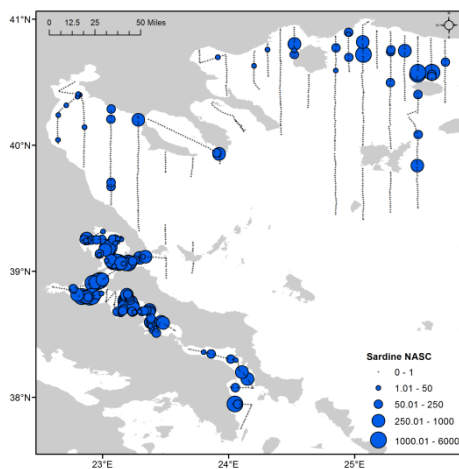 0 12.5 25 50 Miles
41°N
40°N
39°N
38°N
Sardine NASC
0 - 1
1.01 - 50
50.01 - 250
250.01 - 1000
1000.01 - 6000
23°E 24°E 25°E